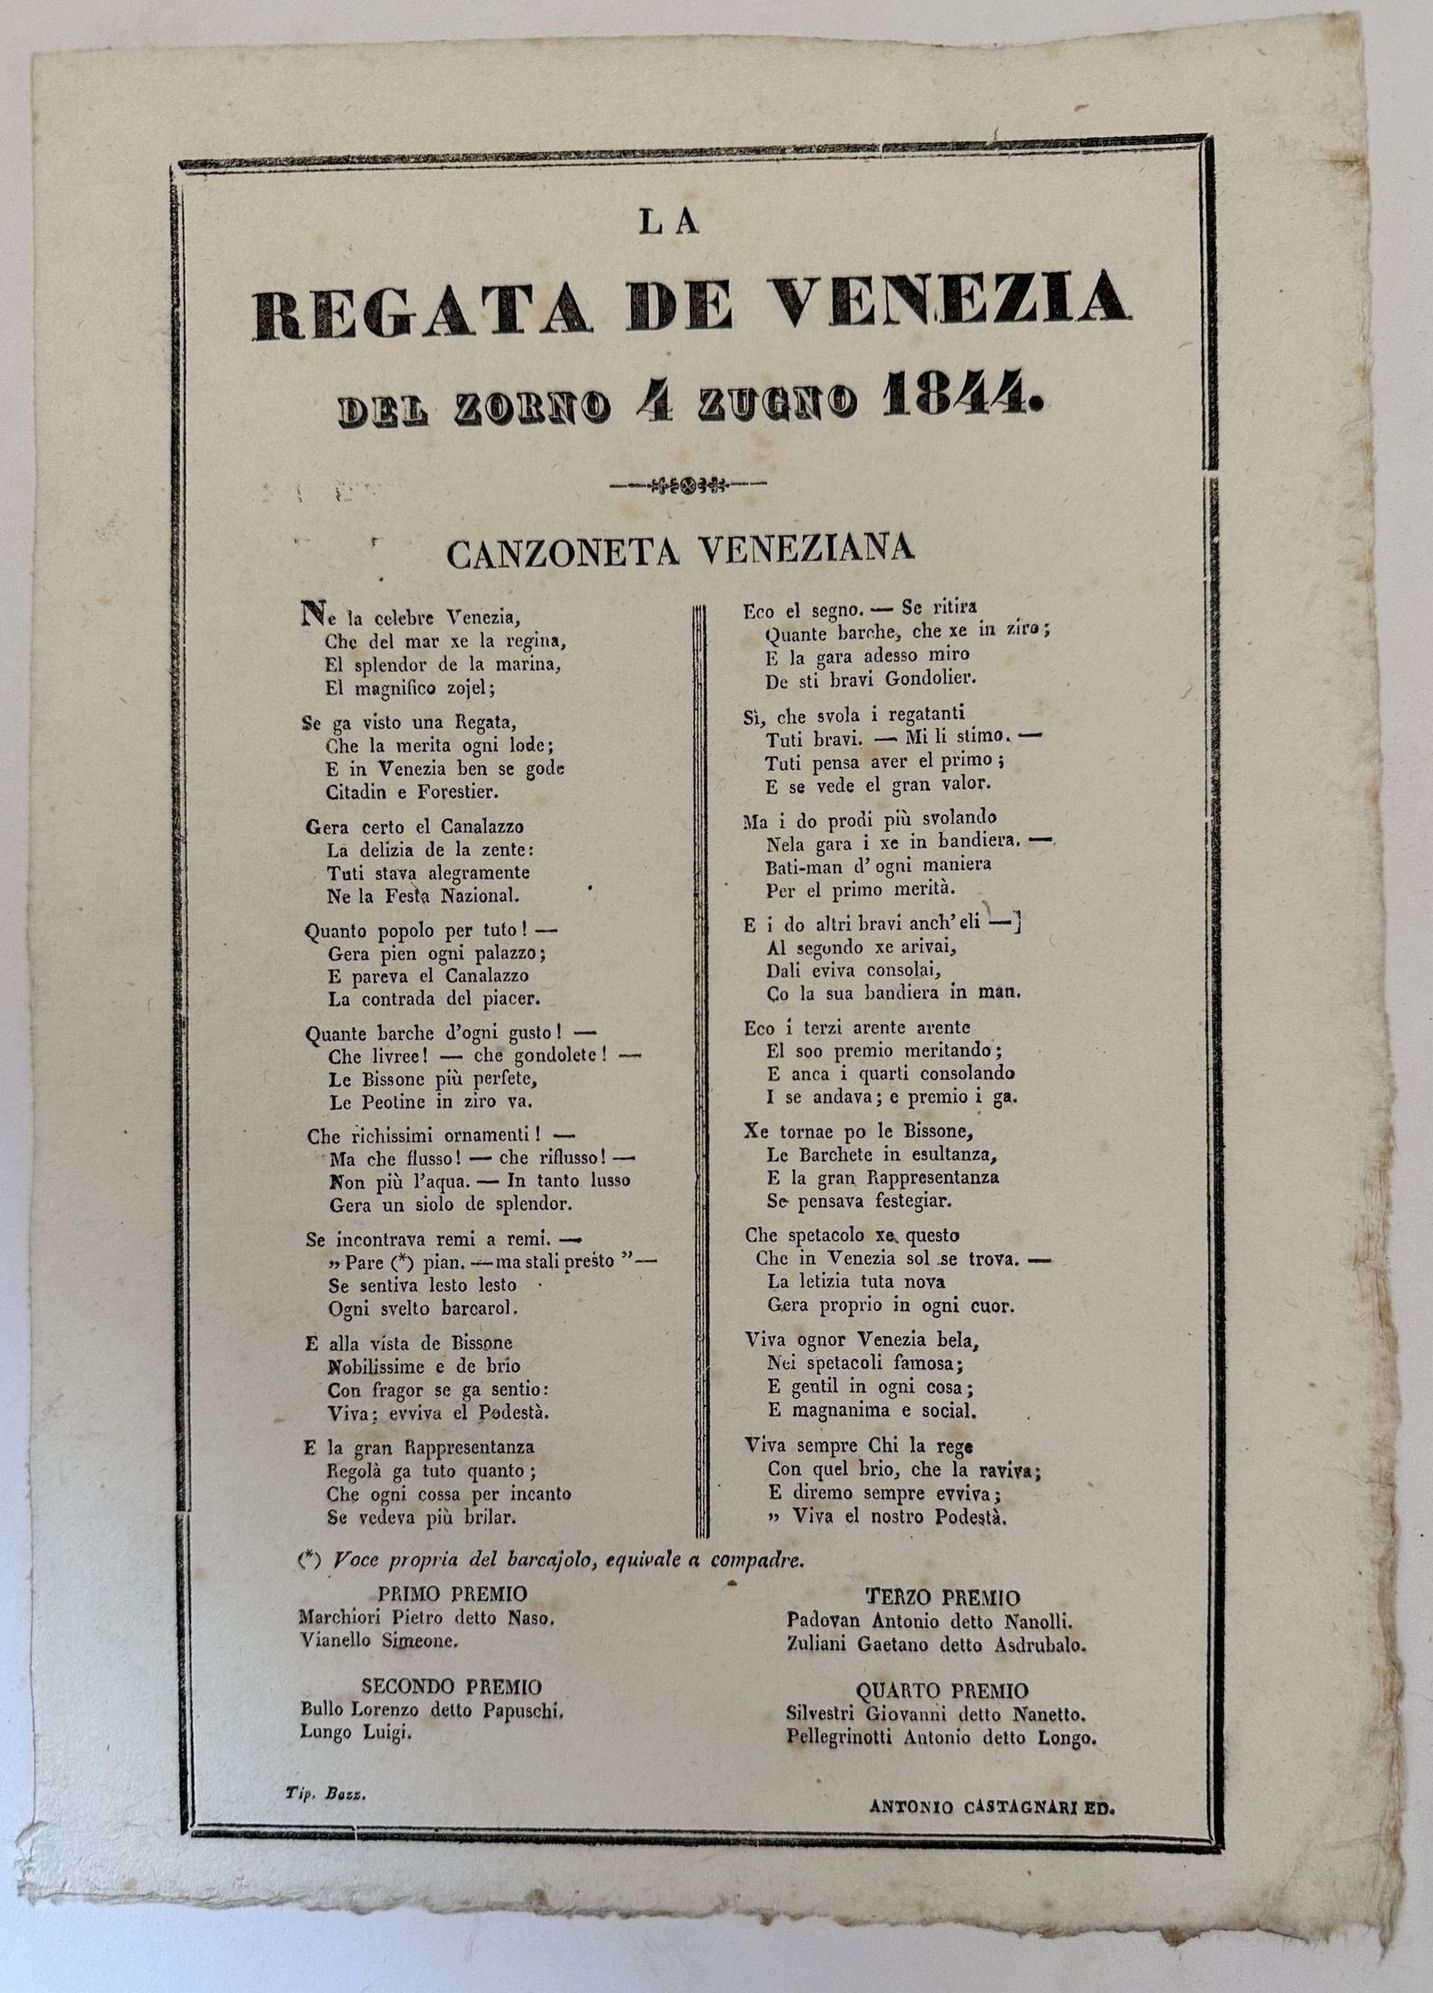 LA
REGATA DE VENEZIA
DEL ZORNO 4 ZUGNO 1844.
CANZONETA VENEZIANA
Ne la celebre Venezia,
Che del mar xe la regina,
El splendor de la marina,
El magnifico zojel;
Se ga visto una Regata,
Che la merita ogni lode;
E in Venezia ben se gode
Citadin e Forestier.
Gera certo el Canalazzo
La delizia de la zente:
Tuti stava alegramente
Ne la Festa Nazional.
Quanto popolo per tuto! —
Gera pien ogni palazzo;
E pareva el Canalazzo
La contrada del piacer.
Quante barche d'ogni gusto! —
Che livree! — che gondolete! —
Le Bissone più perfete,
Le Peotine in ziro va.
Che richissimi ornamenti! —
Ma che flusso! — che riflusso! —
Non più l'aqua. — In tanto lusso
Gera un siolo de splendor.
Se incontrava remi a remi. —
„ Pare (*) pian. — ma stali presto ” —
Se sentiva lesto lesto
Ogni svelto barcarol.
E alla vista de Bissone
Nobilissime e de brio
Con fragor se ga sentio:
Viva; evviva el Podestà.
E la gran Rappresentanza
Regolà ga tuto quanto;
Che ogni cossa per incanto
Se vedeva più brilar.
Eco el segno. — Se ritira
Quante barche, che xe in ziro;
E la gara adesso miro
De sti bravi Gondolier.
Sì, che svola i regatanti
Tuti bravi. — Mi li stimo. —
Tuti pensa aver el primo;
E se vede el gran valor.
Ma i do prodi più svolando
Nela gara i xe in bandiera. —
Bati-man d'ogni maniera
Per el primo merità.
E i do altri bravi anch'eli —]
Al segondo xe arivai,
Dali eviva consolai,
Co la sua bandiera in man.
Eco i terzi arente arente
El soo premio meritando;
E anca i quarti consolando
I se andava; e premio i ga.
Xe tornae po le Bissone,
Le Barchete in esultanza,
E la gran Rappresentanza
Se pensava festegiar.
Che spetacolo xe questo
Che in Venezia sol se trova. —
La letizia tuta nova
Gera proprio in ogni cuor.
Viva ognor Venezia bela,
Nei spetacoli famosa;
E gentil in ogni cosa;
E magnanima e social.
Viva sempre Chi la rege
Con quel brio, che la raviva;
E diremo sempre evviva;
” Viva el nostro Podestà.
(*) Voce propria del barcajolo, equivale a compadre.
PRIMO PREMIO
Marchiori Pietro detto Naso.
Vianello Simeone.
SECONDO PREMIO
Bullo Lorenzo detto Papuschi.
Lungo Luigi.
TERZO PREMIO
Padovan Antonio detto Nanolli.
Zuliani Gaetano detto Asdrubalo.
QUARTO PREMIO
Silvestri Giovanni detto Nanetto.
Pellegrinotti Antonio detto Longo.
Tip. Bazz.
ANTONIO CASTAGNARI ED.